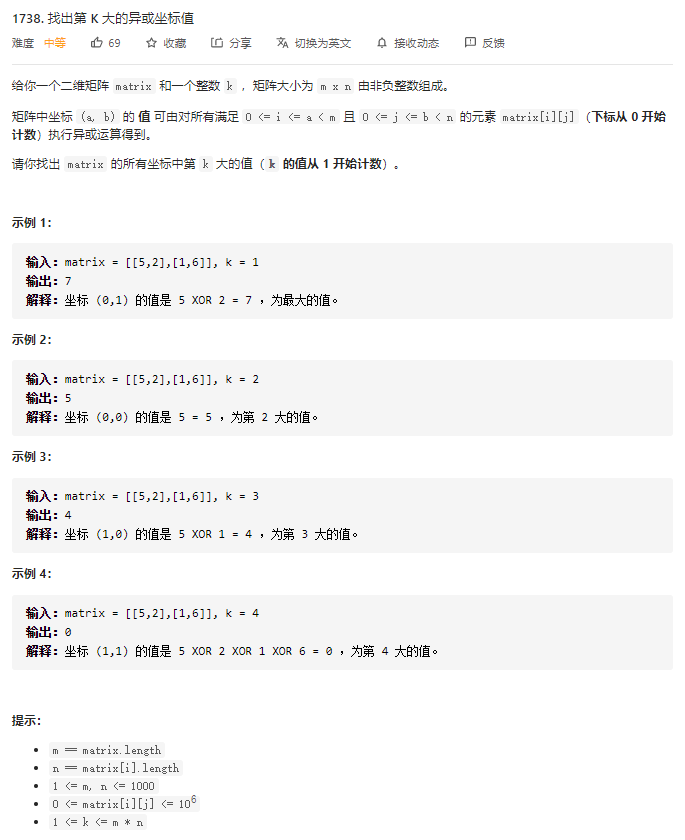 1738. 找出第 K 大的异或坐标值
难度 中等 69 收藏 分享 切换为英文 接收动态 反馈
给你一个二维矩阵 matrix 和一个整数 k ，矩阵大小为 m x n 由非负整数组成。
矩阵中坐标 (a, b) 的 值 可由对所有满足 0 <= i <= a < m 且 0 <= j <= b < n 的元素 matrix[i][j]（下标从 0 开始
计数）执行异或运算得到。
请你找出 matrix 的所有坐标中第 k 大的值（k 的值从 1 开始计数）。
示例 1：
输入：matrix = [[5,2],[1,6]], k = 1
输出：7
解释：坐标 (0,1) 的值是 5 XOR 2 = 7 ，为最大的值。
示例 2：
输入：matrix = [[5,2],[1,6]], k = 2
输出：5
解释：坐标 (0,0) 的值是 5 = 5 ，为第 2 大的值。
示例 3：
输入：matrix = [[5,2],[1,6]], k = 3
输出：4
解释：坐标 (1,0) 的值是 5 XOR 1 = 4 ，为第 3 大的值。
示例 4：
输入：matrix = [[5,2],[1,6]], k = 4
输出：0
解释：坐标 (1,1) 的值是 5 XOR 2 XOR 1 XOR 6 = 0 ，为第 4 大的值。
提示：
• m == matrix.length
• n == matrix[i].length
• 1 <= m, n <= 1000
• 0 <= matrix[i][j] <= 10⁶
• 1 <= k <= m * n